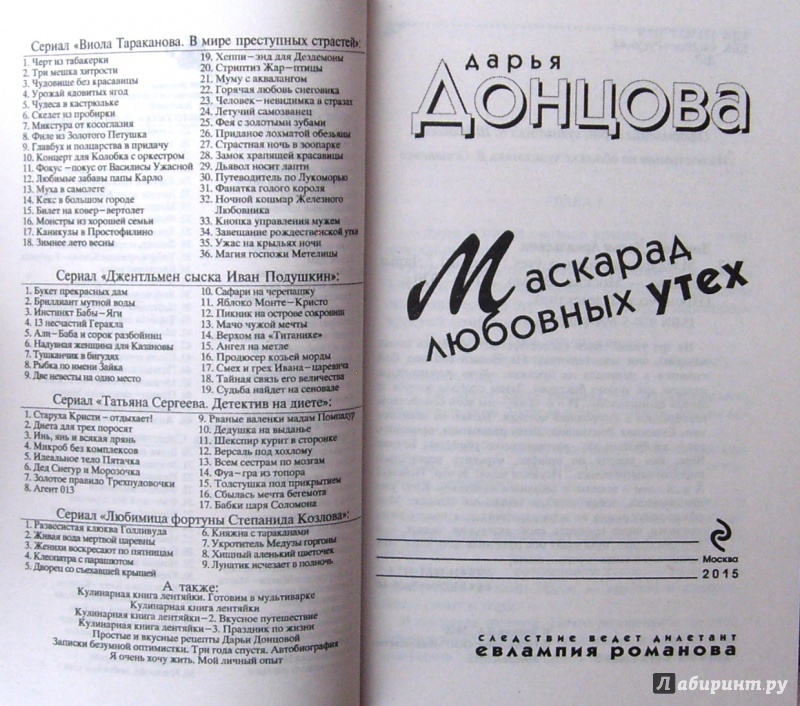 Сериал «Виола Тараканова. В мире преступных страстей»:
1. Черт из табакерки
2. Три мешка хитрости
3. Чудовище без красавицы
4. Урожай ядовитых ягод
5. Чудеса в кастрюльке
6. Скелет из пробирки
7. Микстура от косоглазия
8. Филе из Золотого Петушка
9. Главбух и полцарства в придачу
10. Концерт для Колобка с оркестром
11. Фокус-покус от Василисы Ужасной
12. Любимые забавы папы Карло
13. Муха в самолете
14. Кекс в большом городе
15. Билет на ковер-вертолет
16. Монстры из хорошей семьи
17. Каникулы в Простофилино
18. Зимнее лето весны
19. Хеппи-энд для Дездемоны
20. Стриптиз Жар-птицы
21. Муму с аквалангом
22. Горячая любовь снеговика
23. Человек-невидимка в стразах
24. Летучий самозванец
25. Фея с золотыми зубами
26. Приданое лохматой обезьяны
27. Страстная ночь в зоопарке
28. Замок храпящей красавицы
29. Дьявол носит лапти
30. Путеводитель по Лукоморью
31. Фанатка голого короля
32. Ночной кошмар Железного
Любовника
33. Кнопка управления мужем
34. Завещание рождественской утки
35. Ужас на крыльях ночи
36. Магия госпожи Метелицы
Сериал «Джентльмен сыска Иван Подушкин»:
1. Букет прекрасных дам
2. Бриллиант мутной воды
3. Инстинкт Бабы-Яги
4. 13 несчастий Геракла
5. Али-Баба и сорок разбойниц
6. Надувная женщина для Казановы
7. Тушканчик в бигудях
8. Рыбка по имени Зайка
9. Две невесты на одно место
10. Сафари на черепашку
11. Яблоко Монте-Кристо
12. Пикник на острове сокровищ
13. Мачо чужой мечты
14. Верхом на «Титанике»
15. Ангел на метле
16. Продюсер козьей морды
17. Смех и грех Ивана-царевича
18. Тайная связь его величества
19. Судьба найдет на сеновале
Сериал «Татьяна Сергеева. Детектив на диете»:
1. Старуха Кристи – отдыхает!
2. Диета для трех поросят
3. Инь, янь и всякая дрянь
4. Микроб без комплексов
5. Идеальное тело Пятачка
6. Дед Снегур и Морозочка
7. Золотое правило Трехпудовочки
8. Агент 013
9. Рваные валенки мадам Помпадур
10. Дедушка на выданье
11. Шекспир курит в сторонке
12. Версаль под хохлому
13. Всем сестрам по мозгам
14. Фуа-гра из топора
15. Толстушка под прикрытием
16. Сбылась мечта бегемота
17. Бабки царя Соломона
Сериал «Любимица фортуны Степанида Козлова»:
1. Развесистая клюква Голливуда
2. Живая вода мертвой царевны
3. Женихи воскресают по пятницам
4. Клеопатра с парашютом
5. Дворец со съехавшей крышей
6. Княжна с тараканами
7. Укротитель Медузы горгоны
8. Хищный аленький цветочек
9. Лунатик исчезает в полночь
А также:
Кулинарная книга лентяйки. Готовим в мультиварке
Кулинарная книга лентяйки
Кулинарная книга лентяйки-2. Вкусное путешествие
Кулинарная книга лентяйки-3. Праздник по жизни
Простые и вкусные рецепты Дарьи Донцовой
Записки безумной оптимистки. Три года спустя. Автобиография
Я очень хочу жить. Мой личный опыт
дарья
Донцова
Маскарад
любовных утех
Москва
2015
следствие ведет дилетант
евлампия романова
Лабиринт.ру